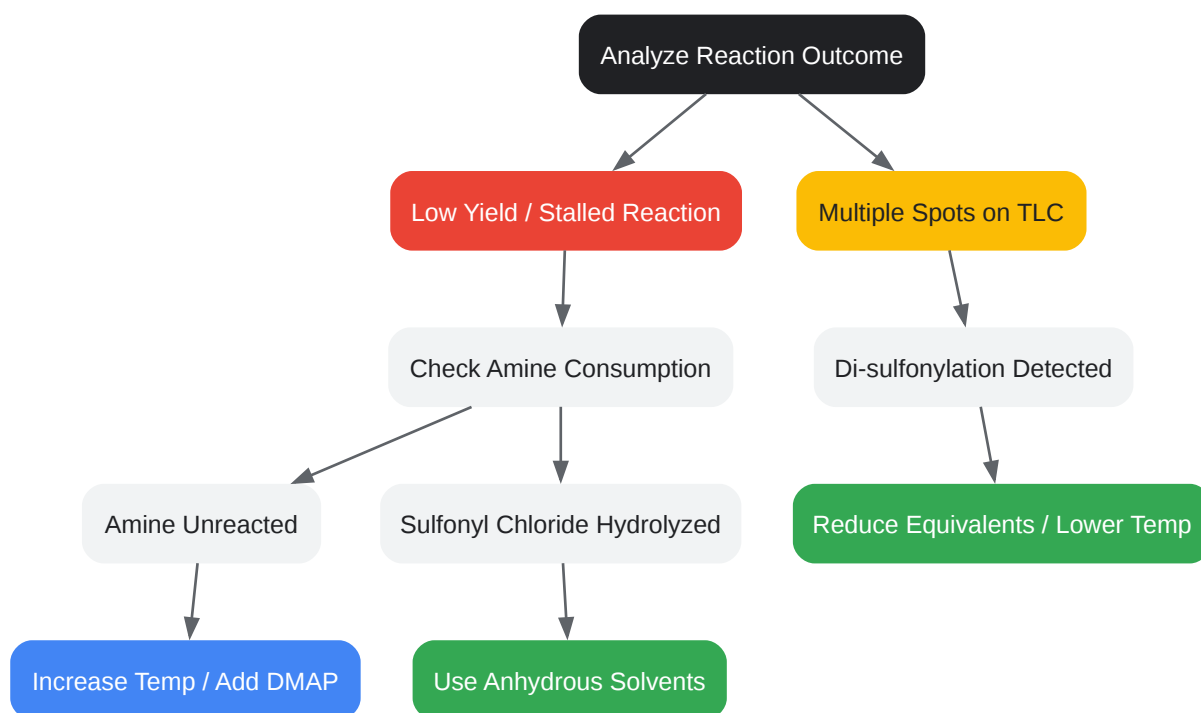 Analyze Reaction Outcome
Low Yield / Stalled Reaction
Multiple Spots on TLC
Check Amine Consumption
Di-sulfonylation Detected
Amine Unreacted
Sulfonyl Chloride Hydrolyzed
Reduce Equivalents / Lower Temp
Increase Temp / Add DMAP
Use Anhydrous Solvents